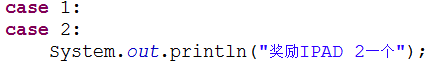 case 1:
case 2:
System.out.println("奖励IPAD 2一个");